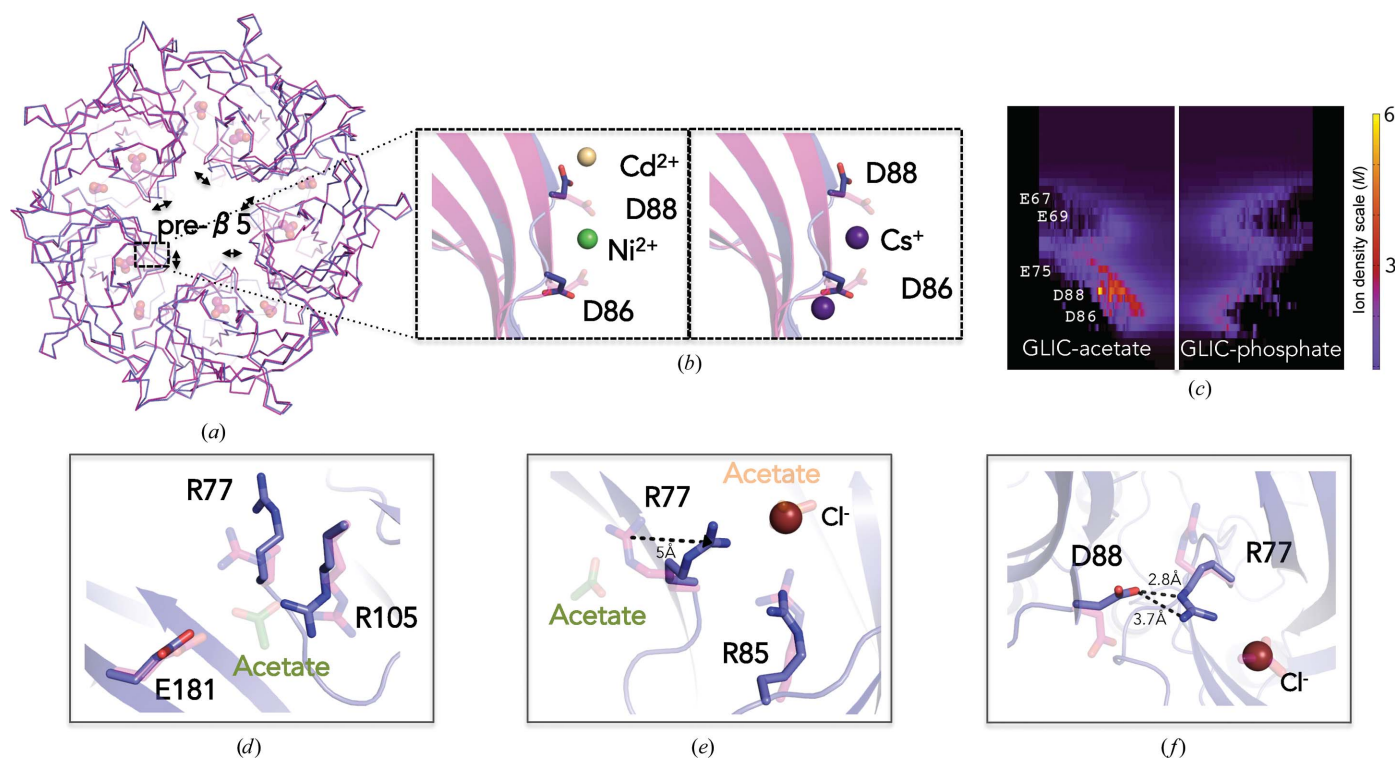 pre-β5
(a)
Cd²⁺
D88
Ni²⁺
D86
D88
Cs⁺
D86
(b)
E67
E69
E75
D88
D86
GLIC-acetate
GLIC-phosphate
6
3
Ion density scale (M)
(c)
R77
R105
E181
Acetate
(d)
Acetate
R77
Cl⁻
5Å
Acetate
R85
(e)
D88
R77
2.8Å
3.7Å
Cl⁻
(f)